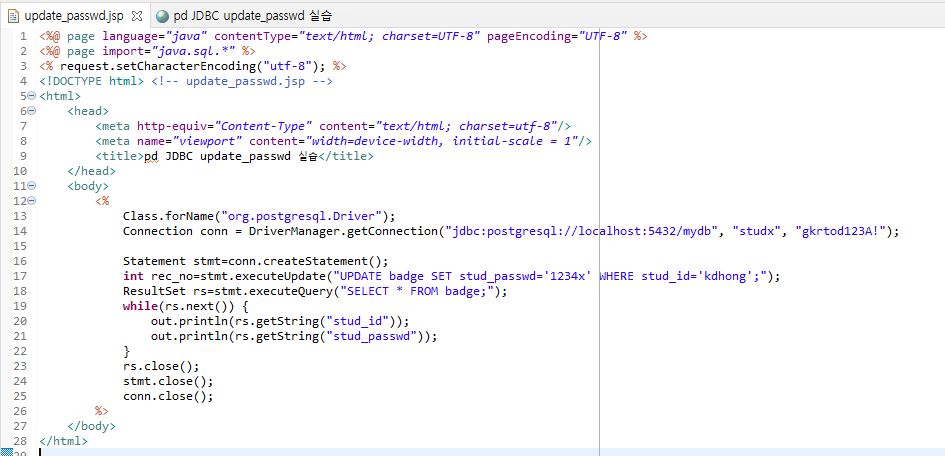 update_passwd.jsp pd JDBC update_passwd 실습
1 <%@ page language="java" contentType="text/html; charset=UTF-8" pageEncoding="UTF-8" %>
2 <%@ page import="java.sql.*" %>
3 <% request.setCharacterEncoding("utf-8"); %>
4 <!DOCTYPE html> <!-- update_passwd.jsp -->
5 <html>
6 <head>
7 <meta http-equiv="Content-Type" content="text/html; charset=utf-8"/>
8 <meta name="viewport" content="width=device-width, initial-scale = 1"/>
9 <title>pd JDBC update_passwd 실습</title>
10 </head>
11 <body>
12 <%
13 Class.forName("org.postgresql.Driver");
14 Connection conn = DriverManager.getConnection("jdbc:postgresql://localhost:5432/mydb", "studx", "gkrtod123A!");
15
16 Statement stmt=conn.createStatement();
17 int rec_no=stmt.executeUpdate("UPDATE badge SET stud_passwd='1234x' WHERE stud_id='kdhong';");
18 ResultSet rs=stmt.executeQuery("SELECT * FROM badge;");
19 while(rs.next()) {
20 out.println(rs.getString("stud_id"));
21 out.println(rs.getString("stud_passwd"));
22 }
23 rs.close();
24 stmt.close();
25 conn.close();
26 %>
27 </body>
28 </html>
29